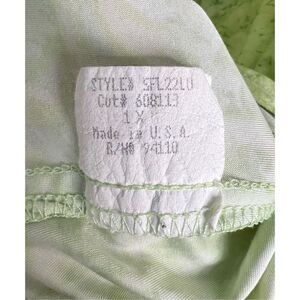 STYLE# SFL22LU
Cut# 608113
1X
Made in U.S.A.
R/N# 94110